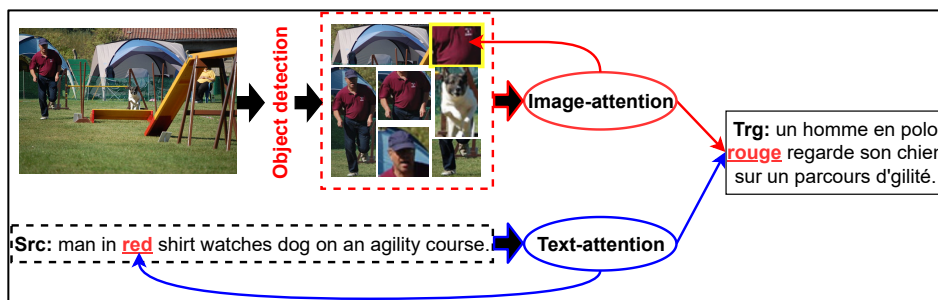 Object detection
Image-attention
Trg: un homme en polo
rouge regarde son chien
sur un parcours d'gilité.
Src: man in red shirt watches dog on an agility course.
Text-attention